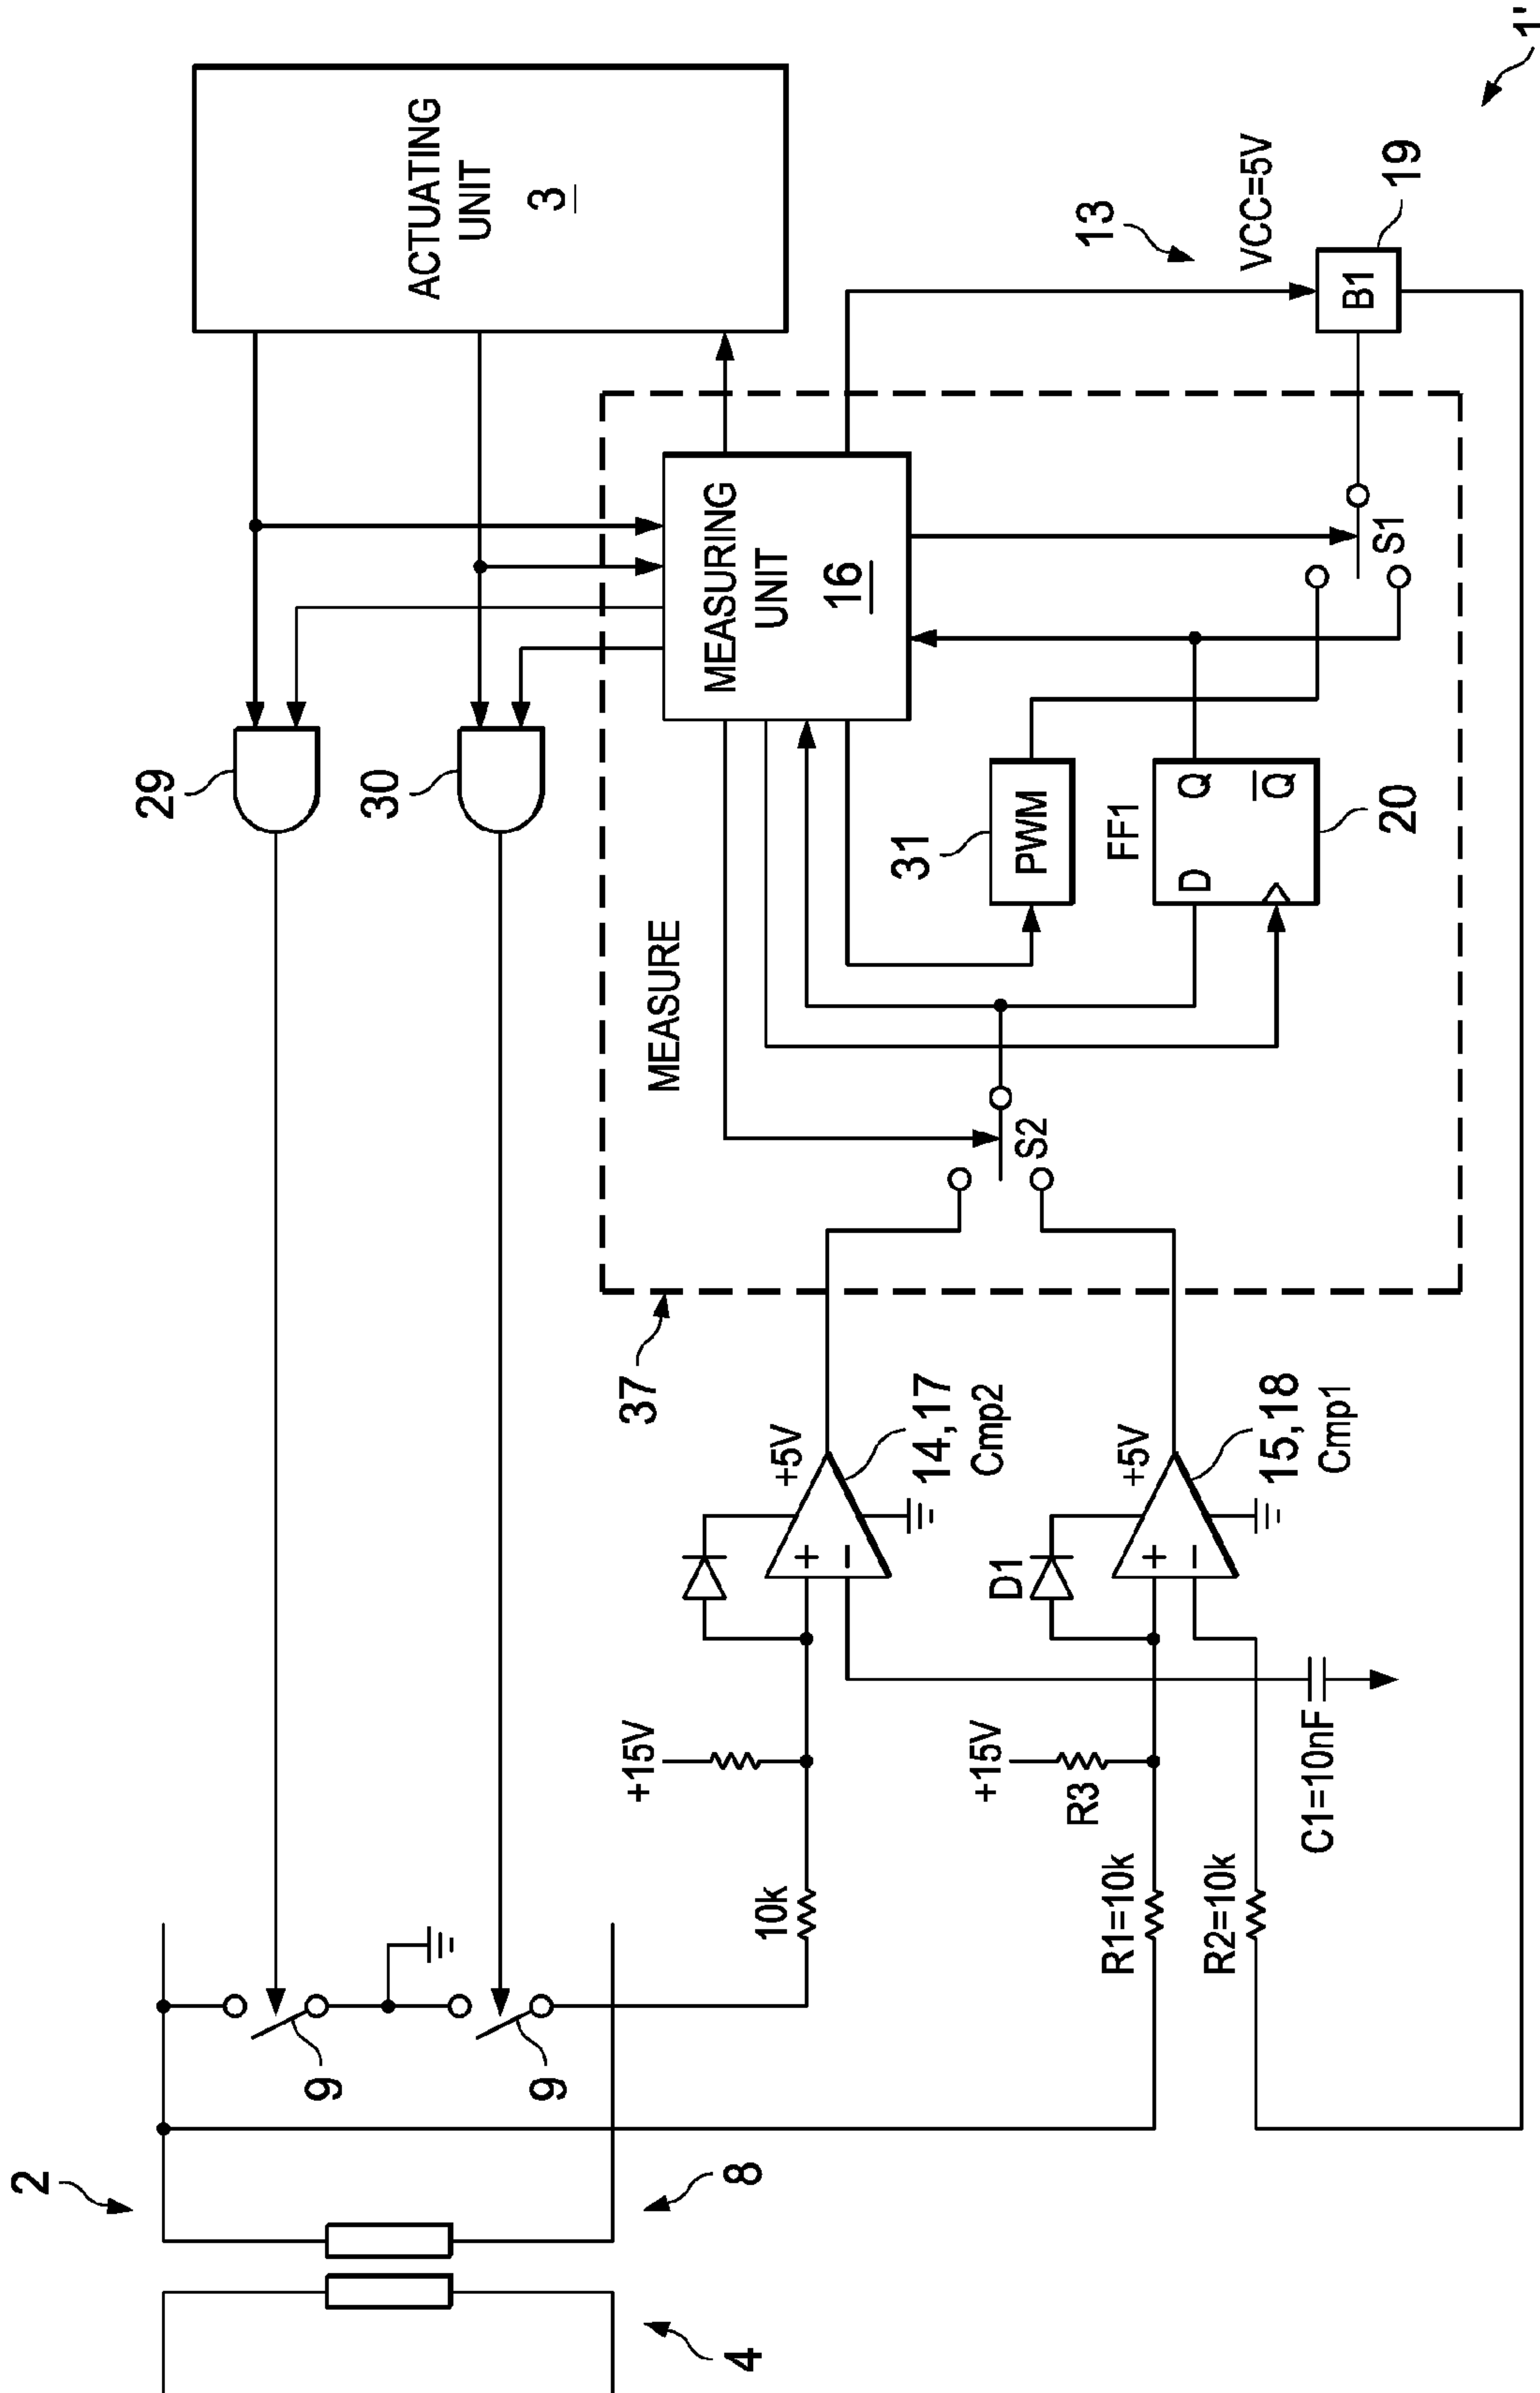 1'
ACTUATING
UNIT
3
13
VCC=5V
B1
19
MEASURING
UNIT
16
S1
29
30
31
PWM
FF1
D
Q
Q̅
20
MEASURE
S2
37
+5V
14,17
Cmp2
+
−
+5V
15,18
Cmp1
D1
+
−
+15V
+15V
R3
C1=10nF
10k
R1=10k
R2=10k
9
9
2
8
4